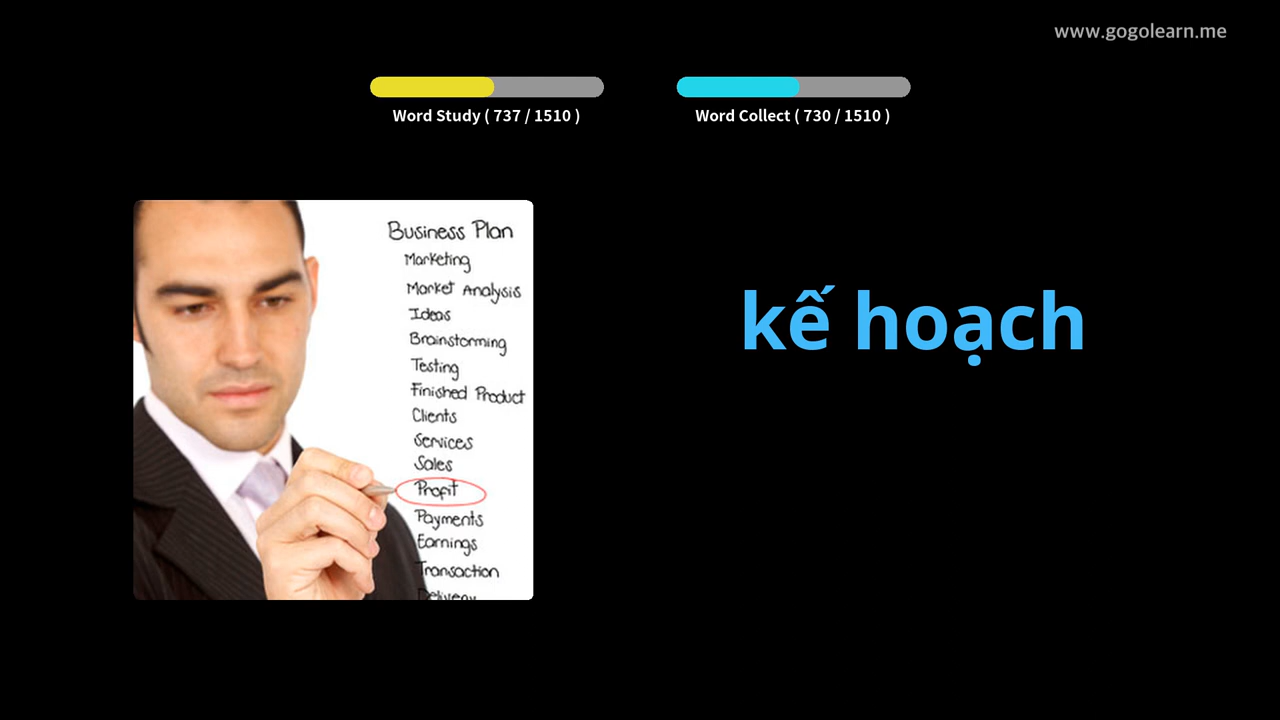 www.gogolearn.me
Word Study ( 737 / 1510 )
Word Collect ( 730 / 1510 )
Business Plan
Marketing
Market Analysis
Ideas
Brainstorming
Testing
Finished Product
Clients
Services
Sales
Profit
Payments
Earnings
Transaction
Delivery
kế hoạch